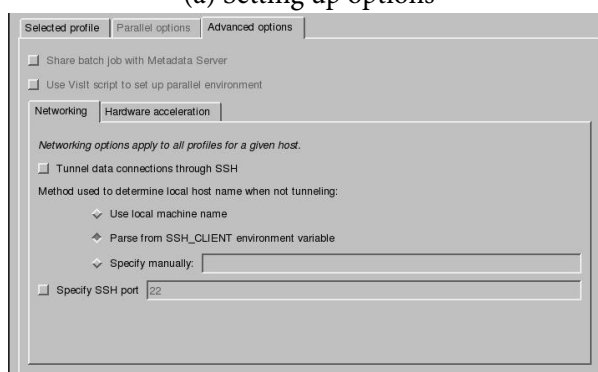 (a) Setting up options
Selected profile Parallel options Advanced options
Share batch job with Metadata Server
Use VisIt script to set up parallel environment
Networking Hardware acceleration
Networking options apply to all profiles for a given host.
Tunnel data connections through SSH
Method used to determine local host name when not tunneling:
Use local machine name
Parse from SSH_CLIENT environment variable
Specify manually:
Specify SSH port 22